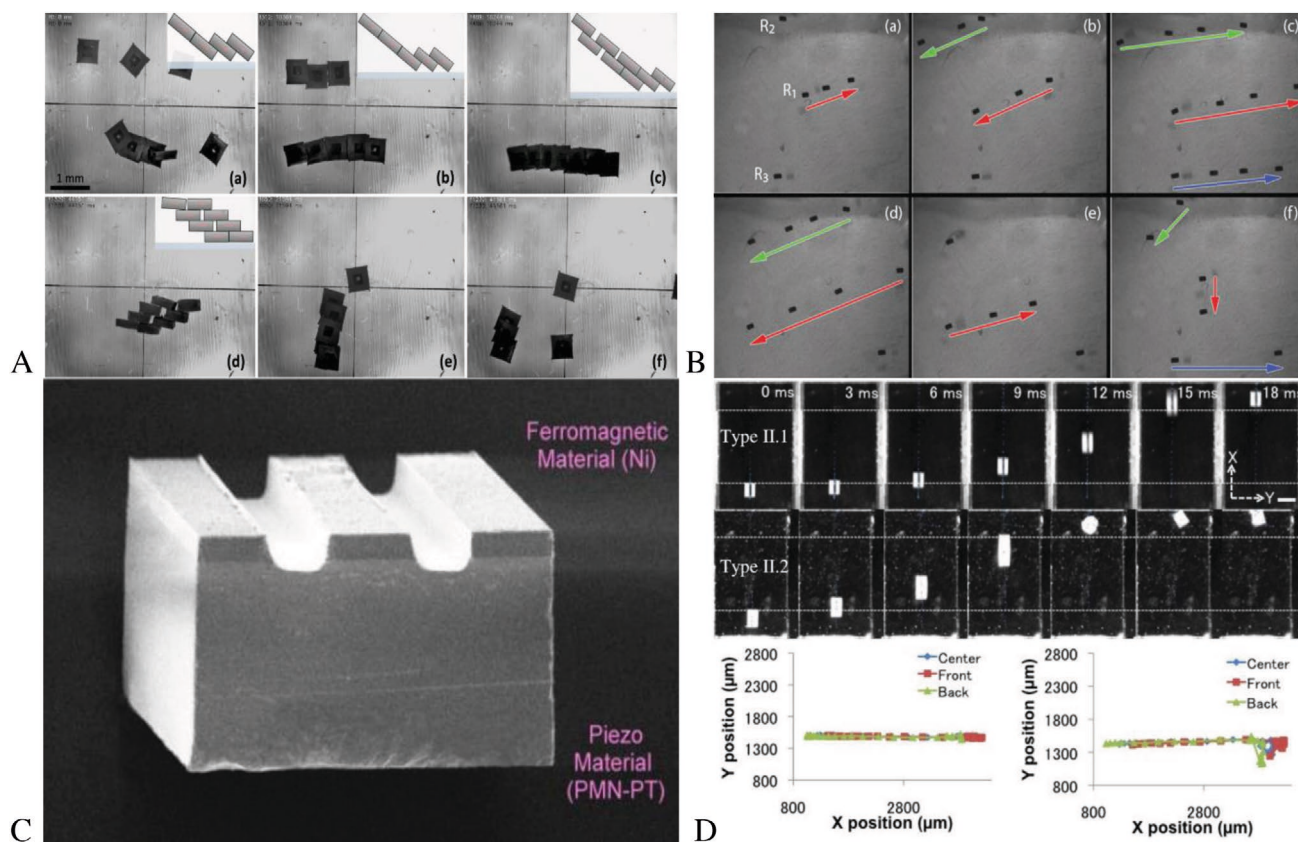 (a)
(b)
(c)
1 mm
(d)
(e)
(f)
A
R₂
R₁
R₃
(a)
(b)
(c)
(d)
(e)
(f)
B
Ferromagnetic
Material (Ni)
Piezo
Material
(PMN-PT)
C
0 ms
3 ms
6 ms
9 ms
12 ms
15 ms
18 ms
Type II.1
X
Y
Type II.2
2800
2300
1800
1300
800
Y position (µm)
Center
Front
Back
800
2800
X position (µm)
2800
2300
1800
1300
800
Y position (µm)
Center
Front
Back
800
2800
X position (µm)
D